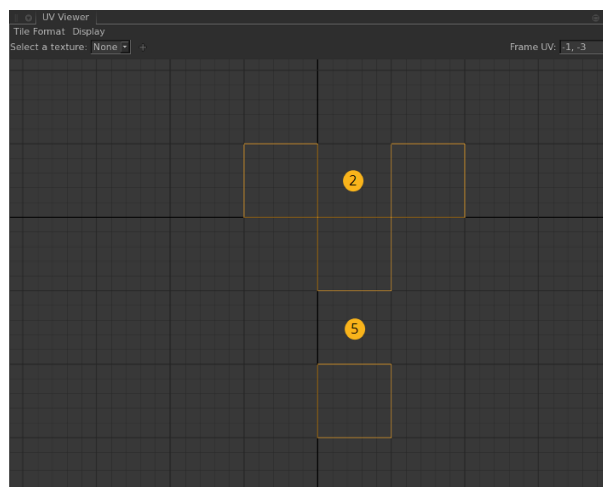 UV Viewer
Tile Format Display
Select a texture: None + Frame UV: -1, -3
2
5